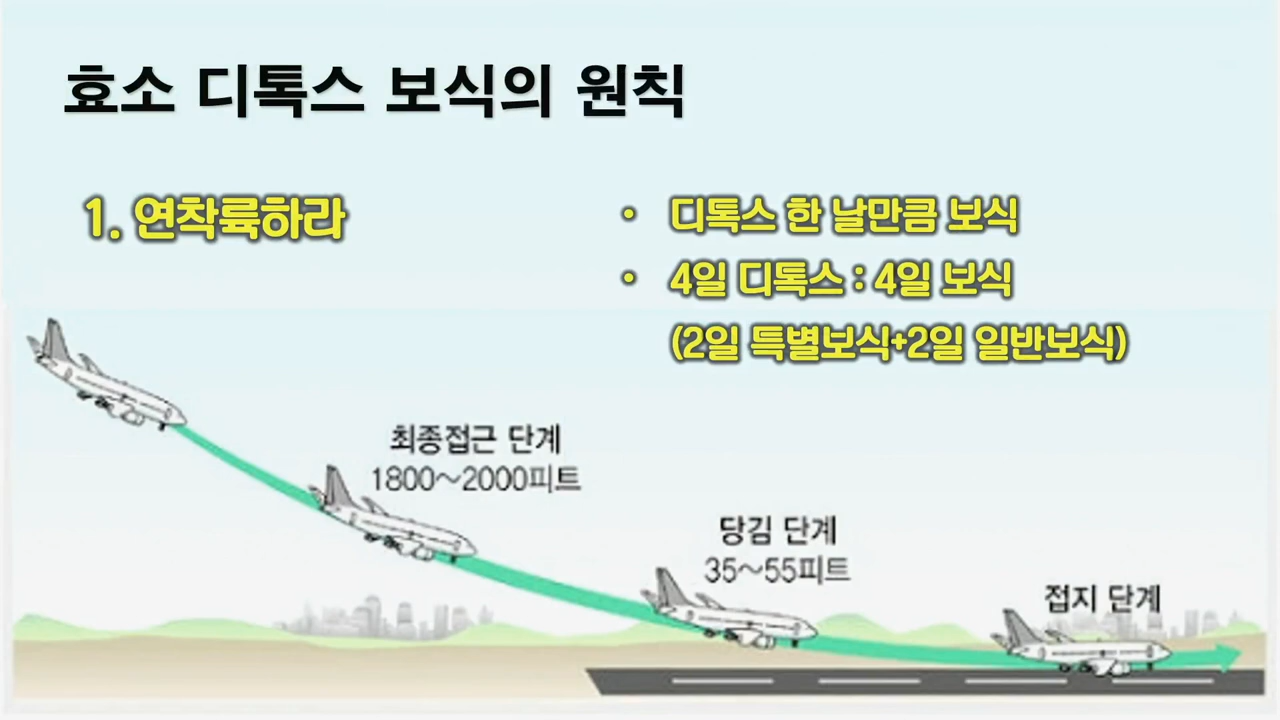 효소 디톡스 보식의 원칙
1. 연착륙하라
• 디톡스 한 날만큼 보식
• 4일 디톡스 : 4일 보식
(2일 특별보식+2일 일반보식)
최종접근 단계
1800~2000피트
당김 단계
35~55피트
접지 단계